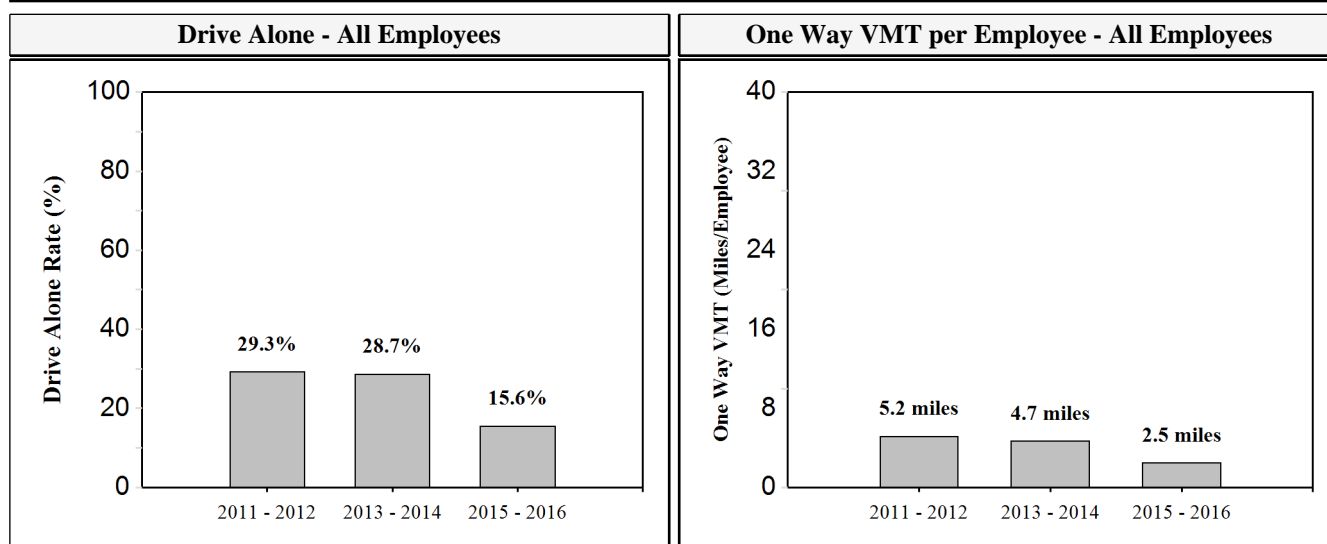 Drive Alone - All Employees
One Way VMT per Employee - All Employees
Drive Alone Rate (%)
100
80
60
40
20
0
29.3%
28.7%
15.6%
2011 - 2012
2013 - 2014
2015 - 2016
One Way VMT (Miles/Employee)
40
32
24
16
8
0
5.2 miles
4.7 miles
2.5 miles
2011 - 2012
2013 - 2014
2015 - 2016